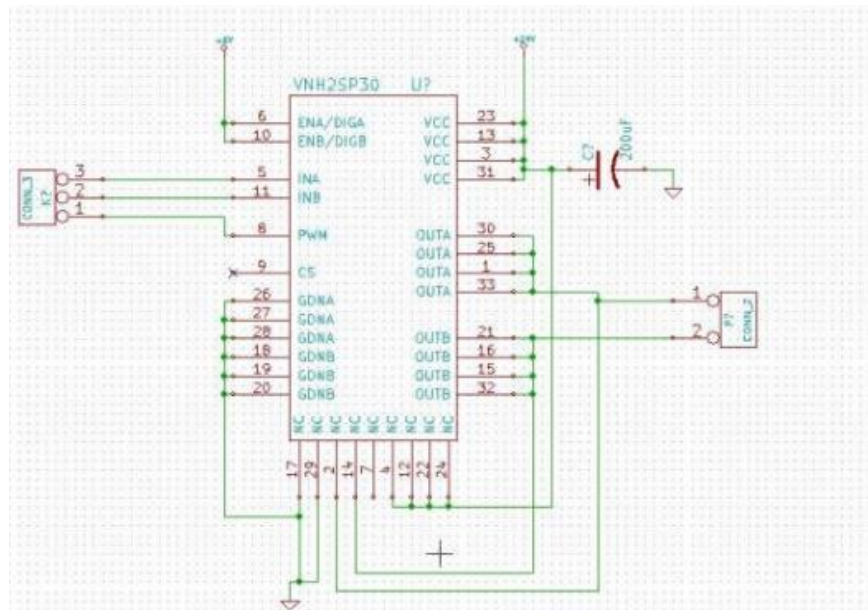 VNH2SP30 U?
6 ENA/DIGA VCC 23
10 ENB/DIGB VCC 13
VCC 3
5 INA VCC 31
11 INB
8 PWM OUTA 30
OUTA 25
9 CS OUTA 1
26 GDNA OUTA 33
27 GDNA
28 GDNA OUTB 21
18 GDNB OUTB 16
19 GDNB OUTB 15
20 GDNB OUTB 32
NC NC NC NC NC NC NC NC NC
17 29 2 14 7 4 12 22 24
CONN_3
K?
3
2
1
C?
200uF
+
1
2
P?
CONN_2